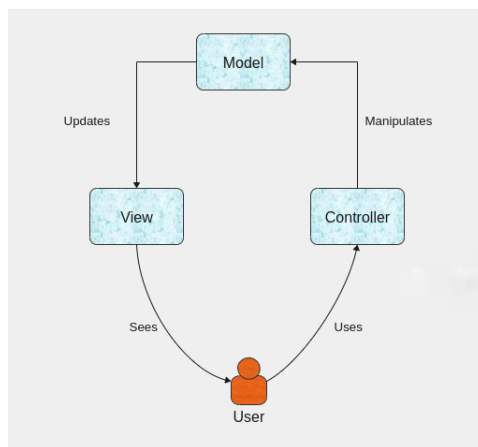 Model
Updates
Manipulates
View
Controller
Sees
Uses
User